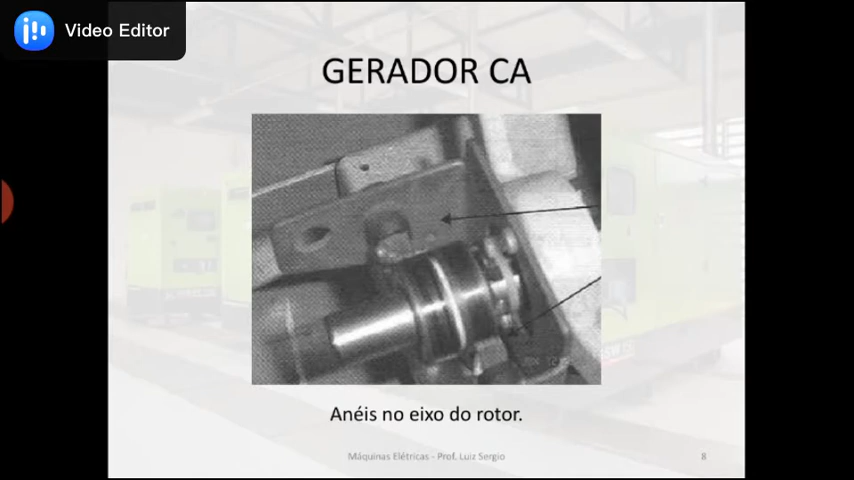 Video Editor
GERADOR CA
Anéis no eixo do rotor.
Máquinas Elétricas - Prof. Luiz Sergio
8